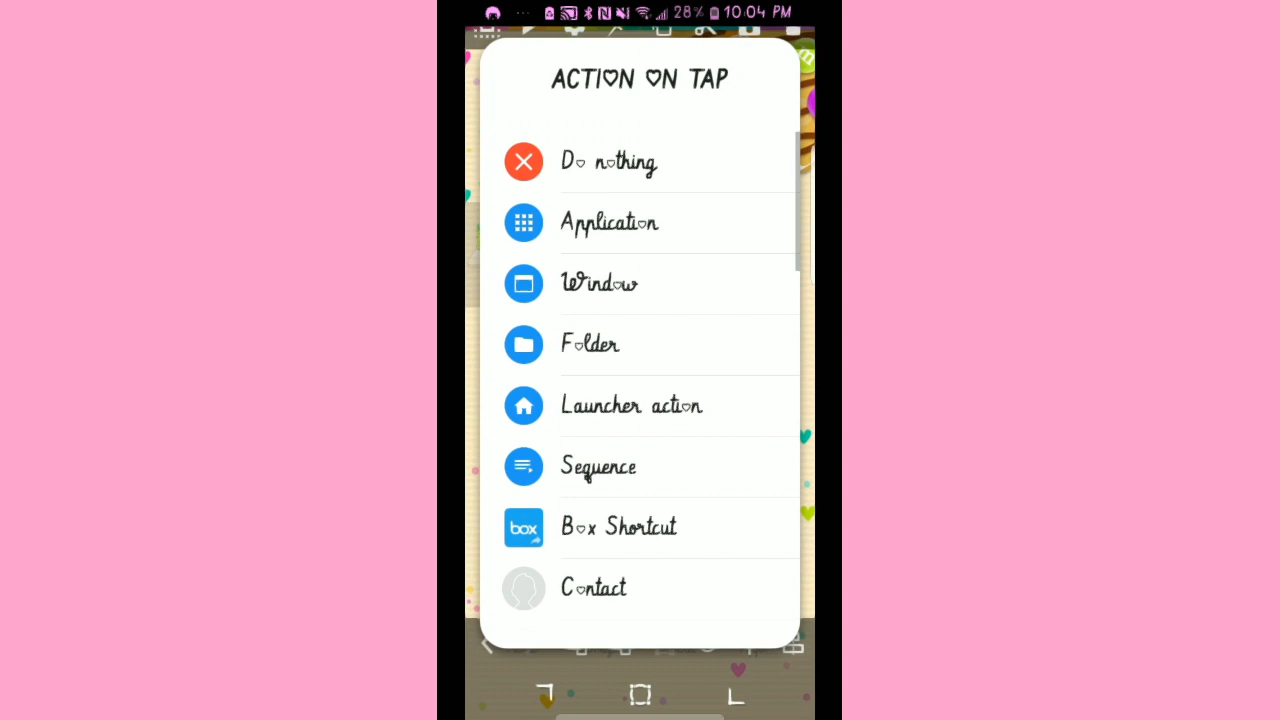 28% 10:04 PM
ACTION ON TAP
Do nothing
Application
Window
Folder
Launcher action
Sequence
box
Box Shortcut
Contact